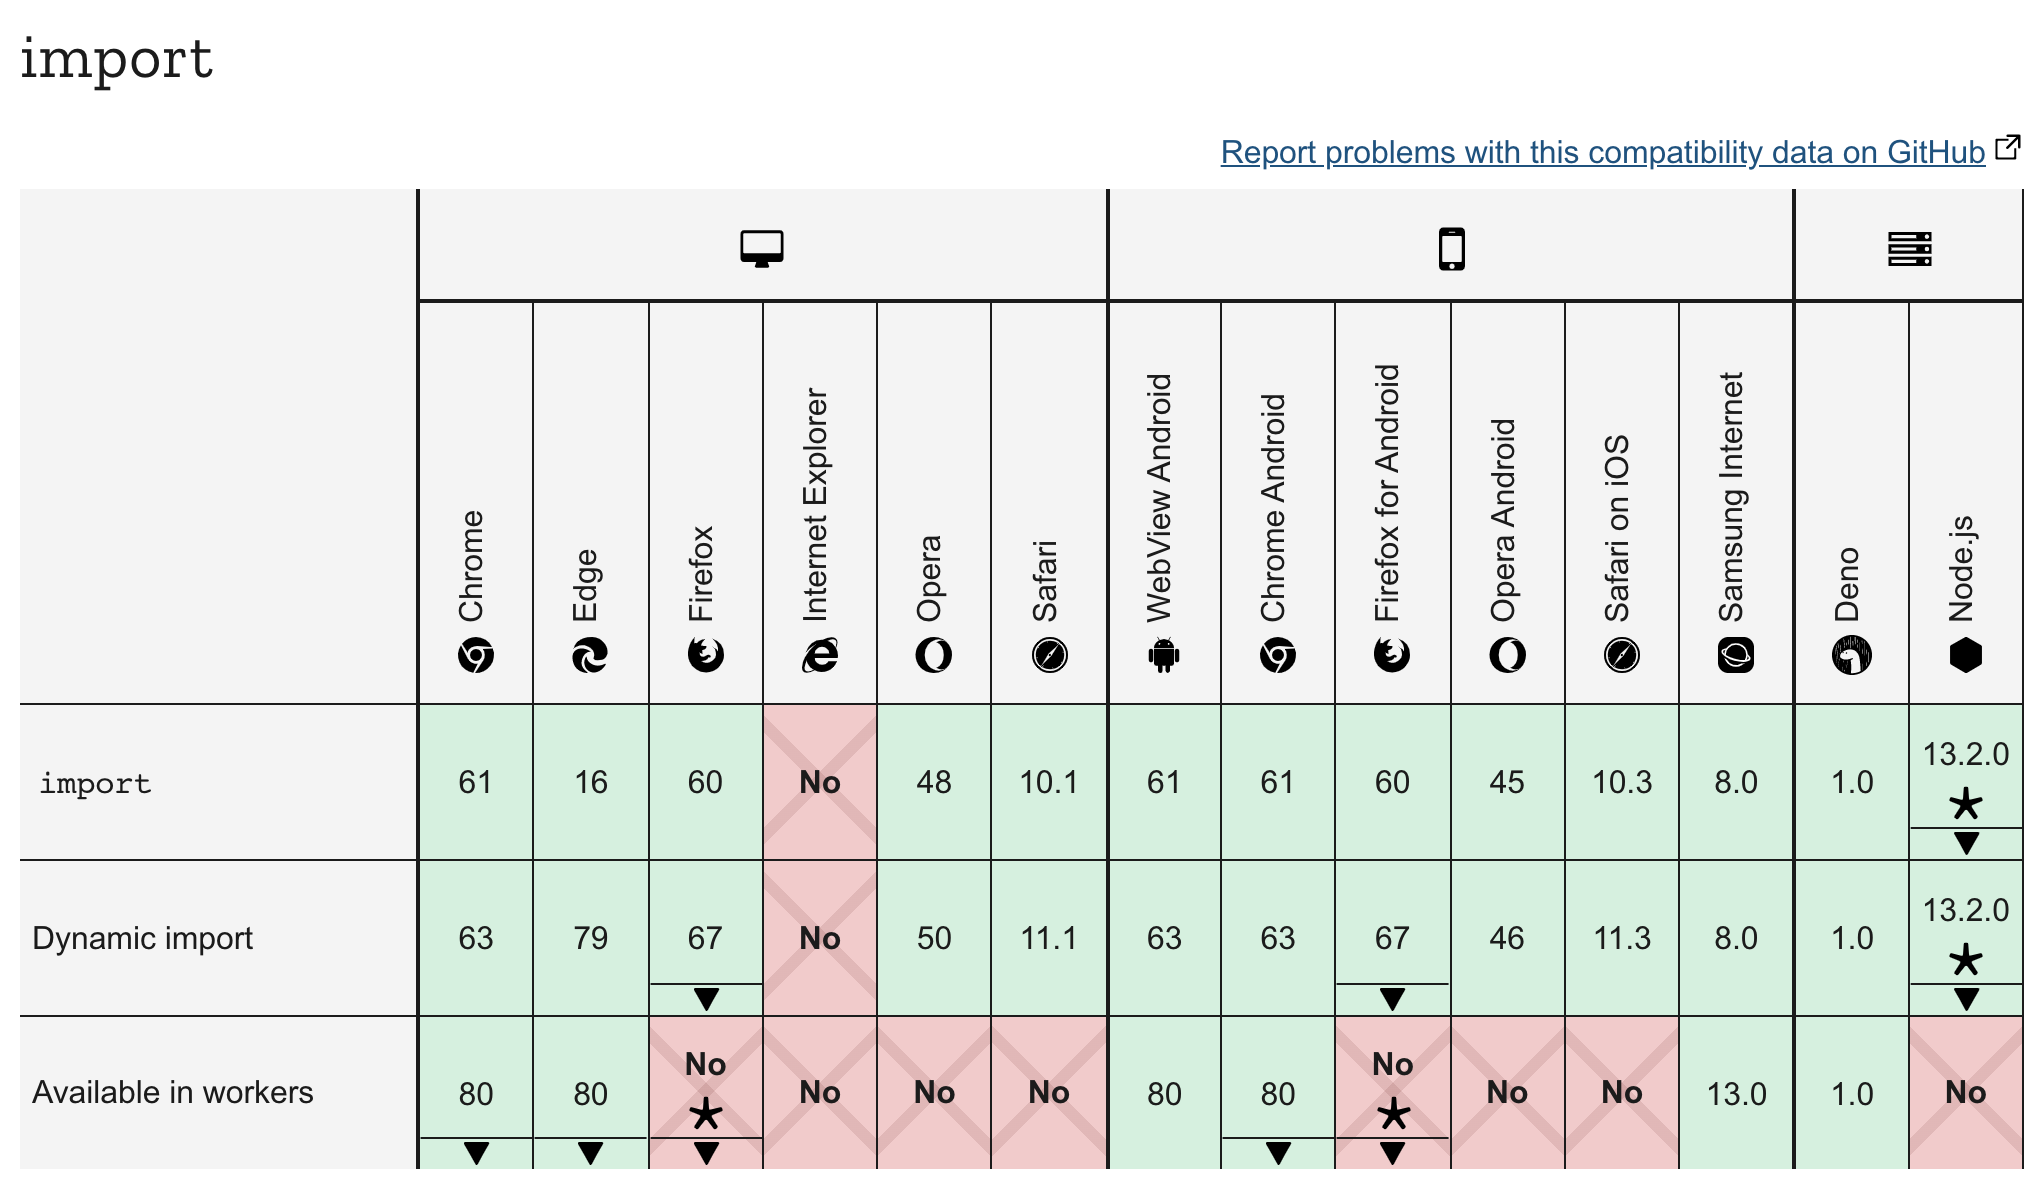 import
Report problems with this compatibility data on GitHub
Chrome Edge Firefox Internet Explorer Opera Safari WebView Android Chrome Android Firefox for Android Opera Android Safari on iOS Samsung Internet Deno Node.js
import 61 16 60 No 48 10.1 61 61 60 45 10.3 8.0 1.0 13.2.0 *
Dynamic import 63 79 67 No 50 11.1 63 63 67 46 11.3 8.0 1.0 13.2.0 *
Available in workers 80 80 No * No No No 80 80 No * No No 13.0 1.0 No